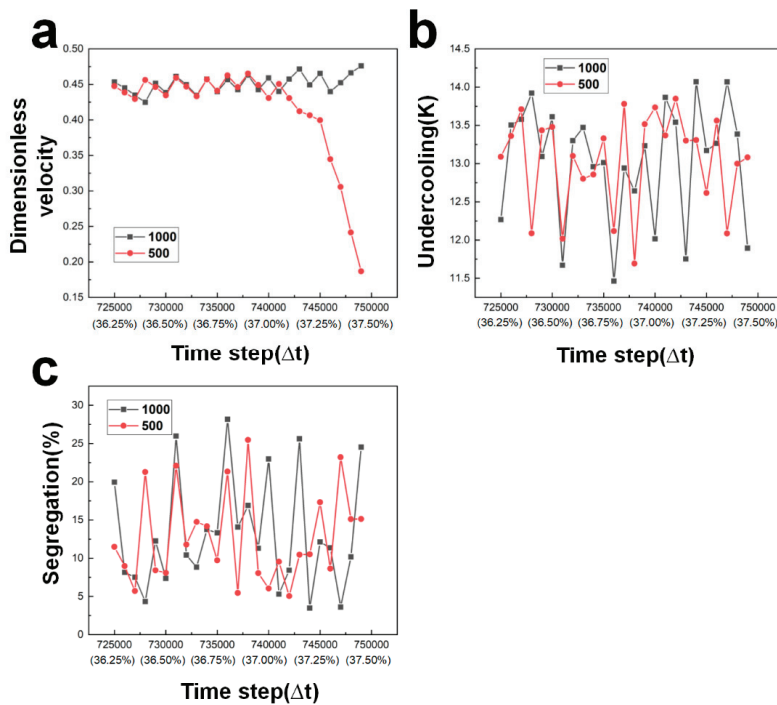 a
0.50
0.45
0.40
0.35
0.30
0.25
0.20
0.15
Dimensionless
velocity
1000
500
725000 730000 735000 740000 745000 750000
(36.25%) (36.50%) (36.75%) (37.00%) (37.25%) (37.50%)
Time step(Δt)
b
14.5
14.0
13.5
13.0
12.5
12.0
11.5
Undercooling(K)
1000
500
725000 730000 735000 740000 745000 750000
(36.25%) (36.50%) (36.75%) (37.00%) (37.25%) (37.50%)
Time step(Δt)
c
30
25
20
15
10
5
0
Segregation(%)
1000
500
725000 730000 735000 740000 745000 750000
(36.25%) (36.50%) (36.75%) (37.00%) (37.25%) (37.50%)
Time step(Δt)